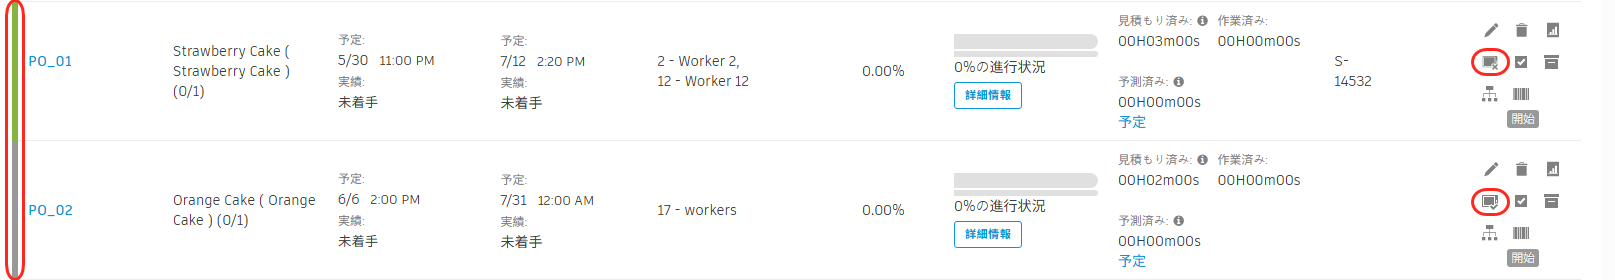 PO_01
Strawberry Cake (
Strawberry Cake )
(0/1)
予定:
5/30 11:00 PM
実績:
未着手
予定:
7/12 2:20 PM
実績:
未着手
2 - Worker 2,
12 - Worker 12
0.00%
0%の進行状況
詳細情報
見積もり済み: 作業済み:
00H03m00s 00H00m00s
予測済み:
00H00m00s
予定
S-
14532
開始
PO_02
Orange Cake ( Orange
Cake ) (0/1)
予定:
6/6 2:00 PM
実績:
未着手
予定:
7/31 12:00 AM
実績:
未着手
17 - workers
0.00%
0%の進行状況
詳細情報
見積もり済み: 作業済み:
00H02m00s 00H00m00s
予測済み:
00H00m00s
予定
開始